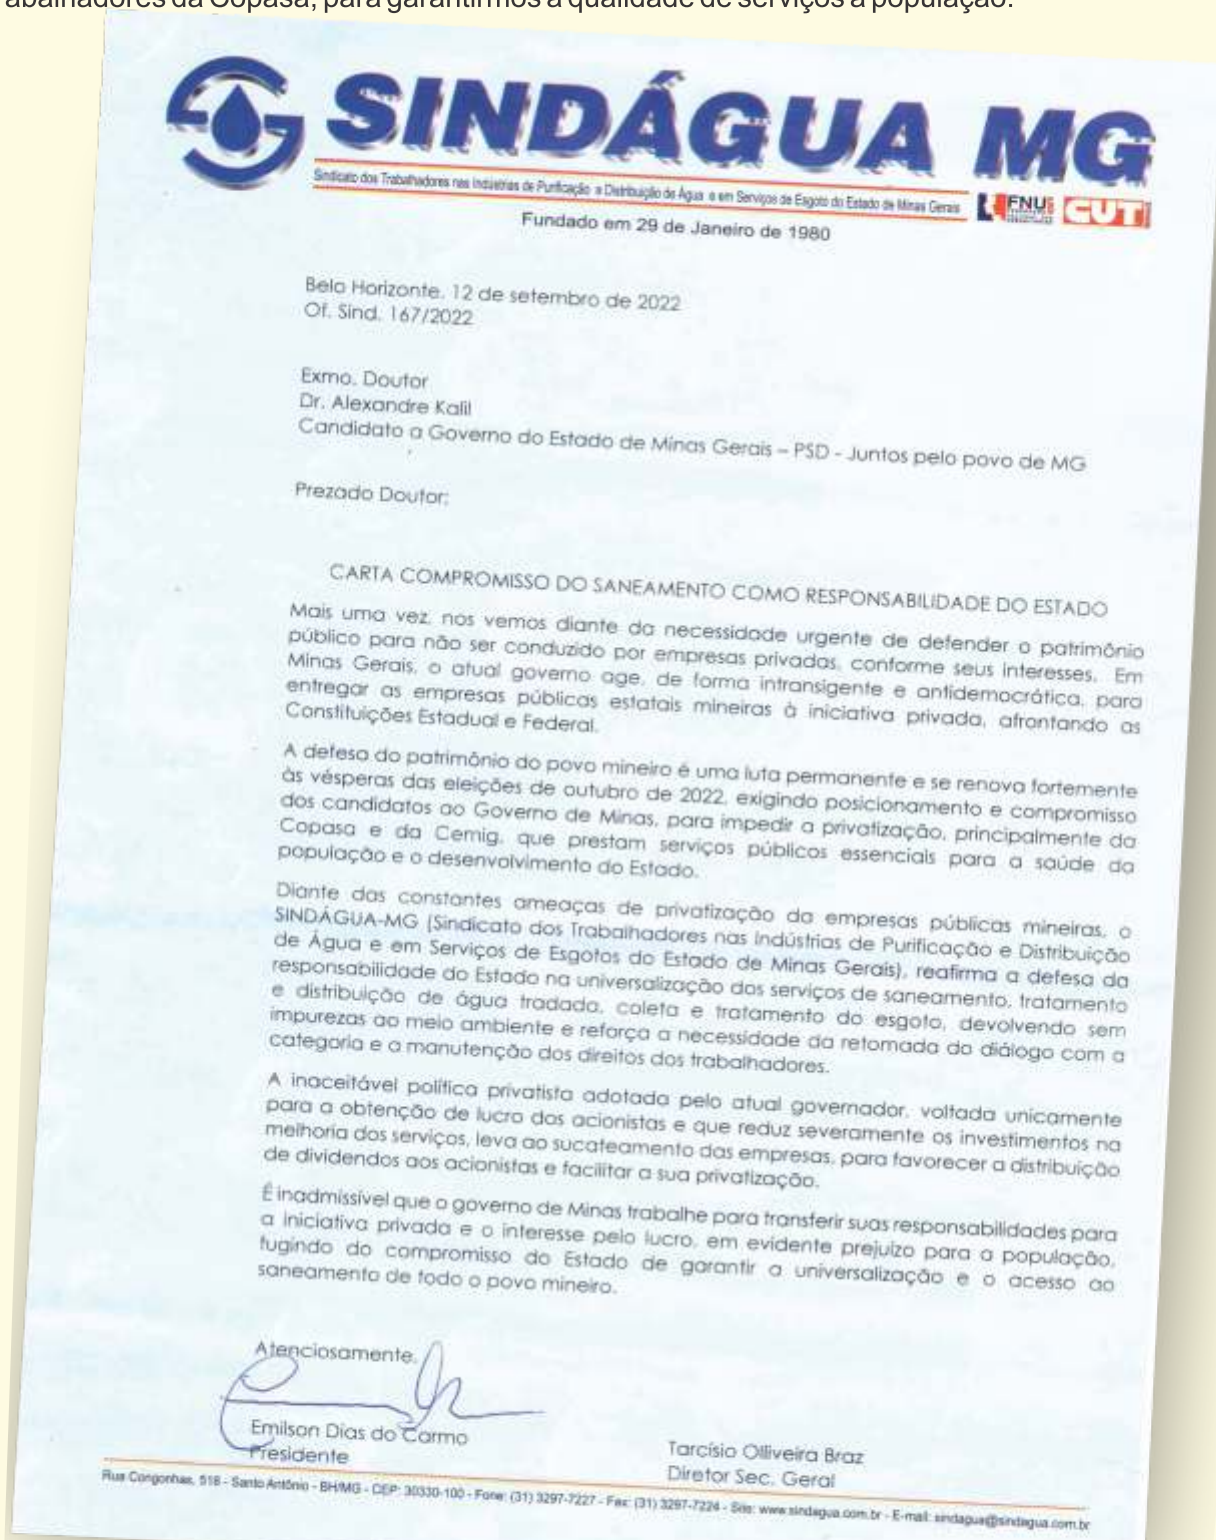 abalhadores da Copasa, para garantirmos a qualidade de serviços à população.
SINDÁGUA MG
Sindicato dos Trabalhadores nas Indústrias de Purificação e Distribuição de Água e em Serviços de Esgoto do Estado de Minas Gerais
FNU
CUT
Fundado em 29 de Janeiro de 1980
Belo Horizonte, 12 de setembro de 2022
Of. Sind. 167/2022
Exmo. Doutor
Dr. Alexandre Kalil
Candidato a Governo do Estado de Minas Gerais – PSD - Juntos pelo povo de MG
Prezado Doutor:
CARTA COMPROMISSO DO SANEAMENTO COMO RESPONSABILIDADE DO ESTADO
Mais uma vez, nos vemos diante da necessidade urgente de defender o patrimônio
público para não ser conduzido por empresas privadas, conforme seus interesses. Em
Minas Gerais, o atual governo age, de forma intransigente e antidemocrática, para
entregar as empresas públicas estatais mineiras à iniciativa privada, afrontando as
Constituições Estadual e Federal.
A defesa do patrimônio do povo mineiro é uma luta permanente e se renova fortemente
às vésperas das eleições de outubro de 2022, exigindo posicionamento e compromisso
dos candidatos ao Governo de Minas, para impedir a privatização, principalmente da
Copasa e da Cemig, que prestam serviços públicos essenciais para a saúde da
população e o desenvolvimento do Estado.
Diante das constantes ameaças de privatização da empresas públicas mineiras, o
SINDÁGUA-MG (Sindicato dos Trabalhadores nas Indústrias de Purificação e Distribuição
de Água e em Serviços de Esgotos do Estado de Minas Gerais), reafirma a defesa da
responsabilidade do Estado na universalização dos serviços de saneamento, tratamento
e distribuição de água tradada, coleta e tratamento do esgoto, devolvendo sem
impurezas ao meio ambiente e reforça a necessidade da retomada do diálogo com a
categoria e a manutenção dos direitos dos trabalhadores.
A inaceitável política privatista adotada pelo atual governador, voltada unicamente
para a obtenção de lucro dos acionistas e que reduz severamente os investimentos na
melhoria dos serviços, leva ao sucateamento das empresas, para favorecer a distribuição
de dividendos aos acionistas e facilitar a sua privatização.
É inadmissível que o governo de Minas trabalhe para transferir suas responsabilidades para
a iniciativa privada e o interesse pelo lucro, em evidente prejuízo para a população,
fugindo do compromisso do Estado de garantir a universalização e o acesso ao
saneamento de todo o povo mineiro.
Atenciosamente,
Emilson Dias do Carmo
Presidente
Tarcísio Olliveira Braz
Diretor Sec. Geral
Rua Congonhas, 518 - Santo Antônio - BH/MG - CEP: 30330-100 - Fone: (31) 3297-7227 - Fax: (31) 3297-7224 - Site: www.sindagua.com.br - E-mail: sindagua@sindagua.com.br